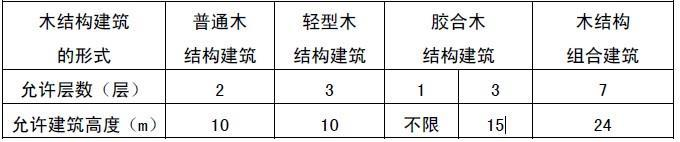 木结构建筑 普通木 轻型木 胶合木 木结构
的形式 结构建筑 结构建筑 结构建筑 组合建筑
允许层数（层） 2 3 1 3 7
允许建筑高度（m） 10 10 不限 15 24